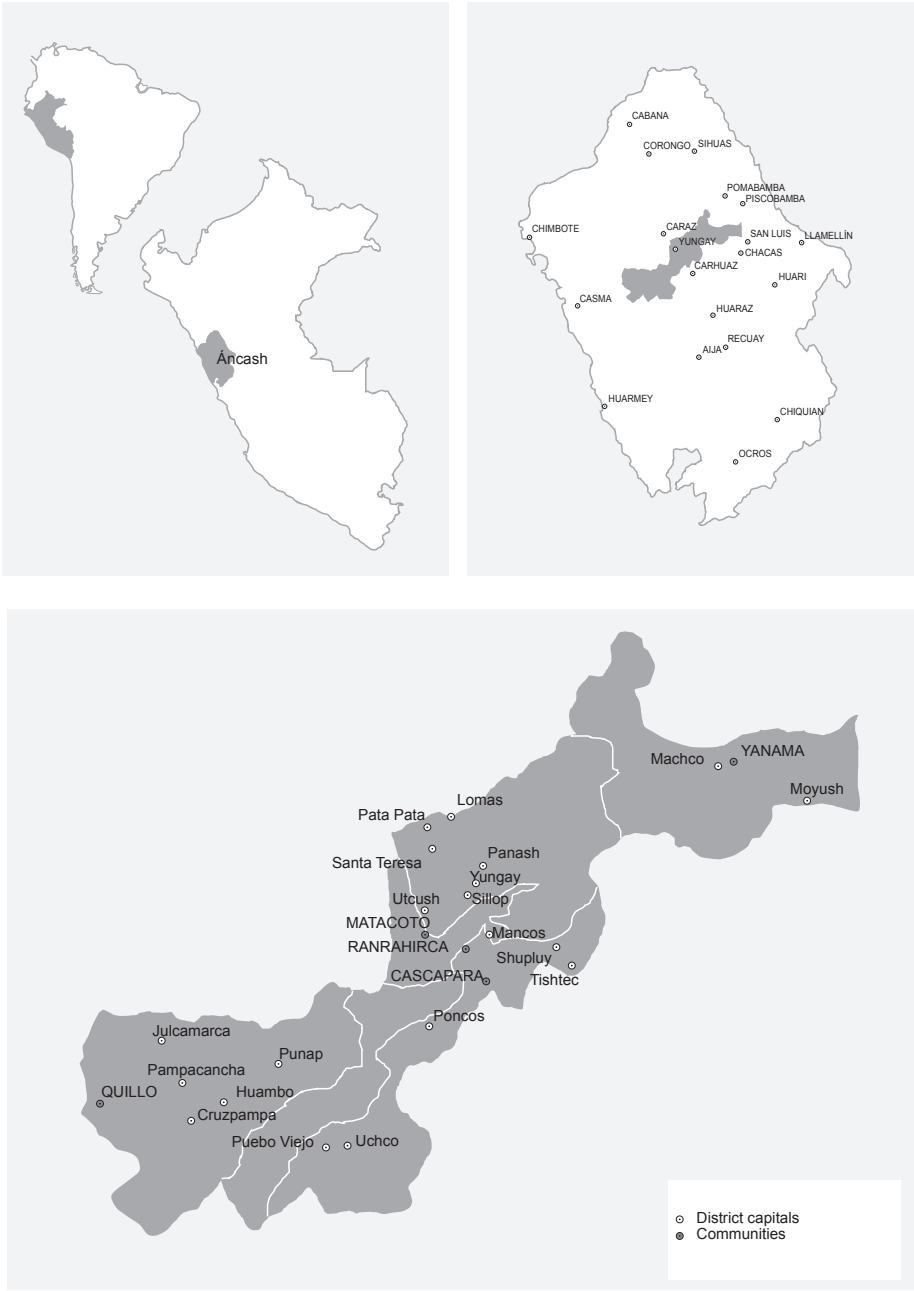 Áncash
CABANA
CORONGO
SIHUAS
POMABAMBA
PISCOBAMBA
CHIMBOTE
CARAZ
YUNGAY
SAN LUIS
LLAMELLÍN
CHACAS
CARHUAZ
HUARI
CASMA
HUARAZ
RECUAY
AIJA
HUARMEY
CHIQUIAN
OCROS
Machco
YANAMA
Moyush
Lomas
Pata Pata
Panash
Santa Teresa
Yungay
Utcush
Sillop
MATACOTO
Mancos
RANRAHIRCA
Shupluy
CASCAPARA
Tishtec
Poncos
Julcamarca
Punap
Pampacancha
QUILLO
Huambo
Cruzpampa
Puebo Viejo
Uchco
District capitals
Communities